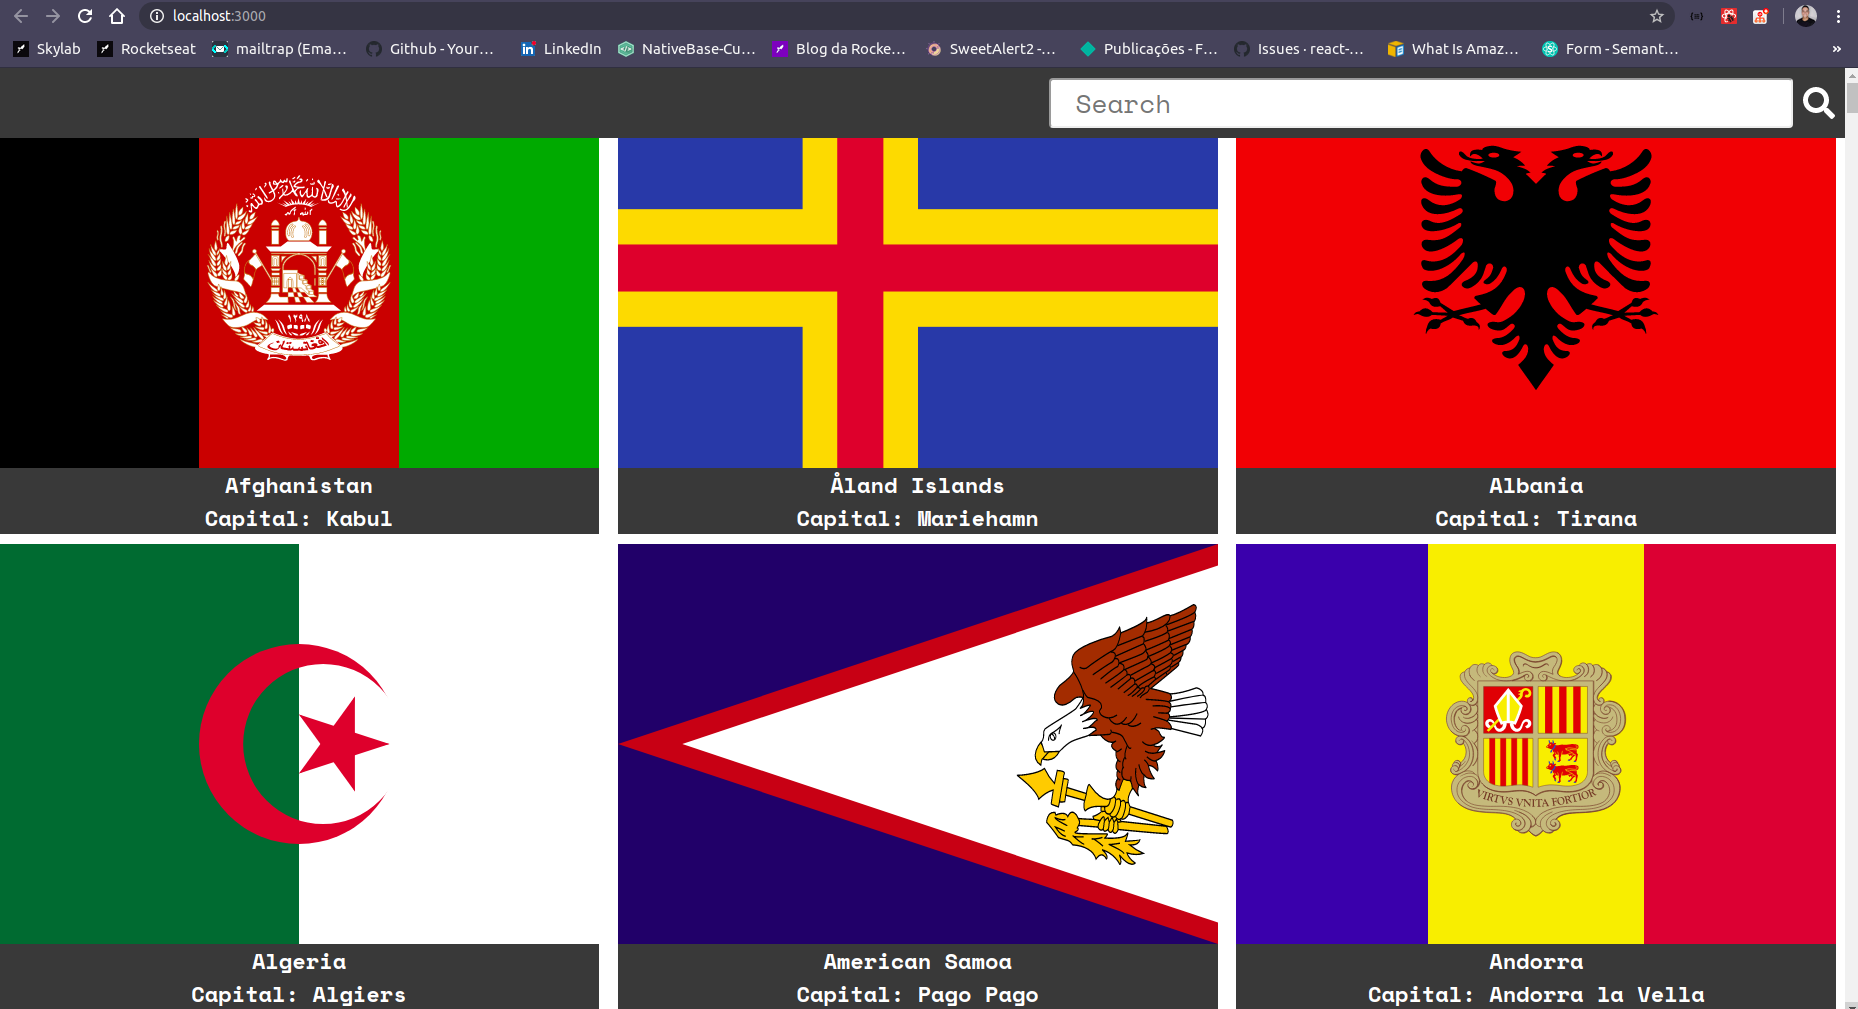 localhost:3000
Skylab
Rocketseat
mailtrap (Ema...
Github - Your...
LinkedIn
NativeBase-Cu...
Blog da Rocke...
SweetAlert2 -...
Publicações - F...
Issues · react-...
What Is Amaz...
Form - Semant...
»
Search
Afghanistan
Capital: Kabul
Åland Islands
Capital: Mariehamn
Albania
Capital: Tirana
VIRTVS VNITA FORTIOR
Algeria
Capital: Algiers
American Samoa
Capital: Pago Pago
Andorra
Capital: Andorra la Vella